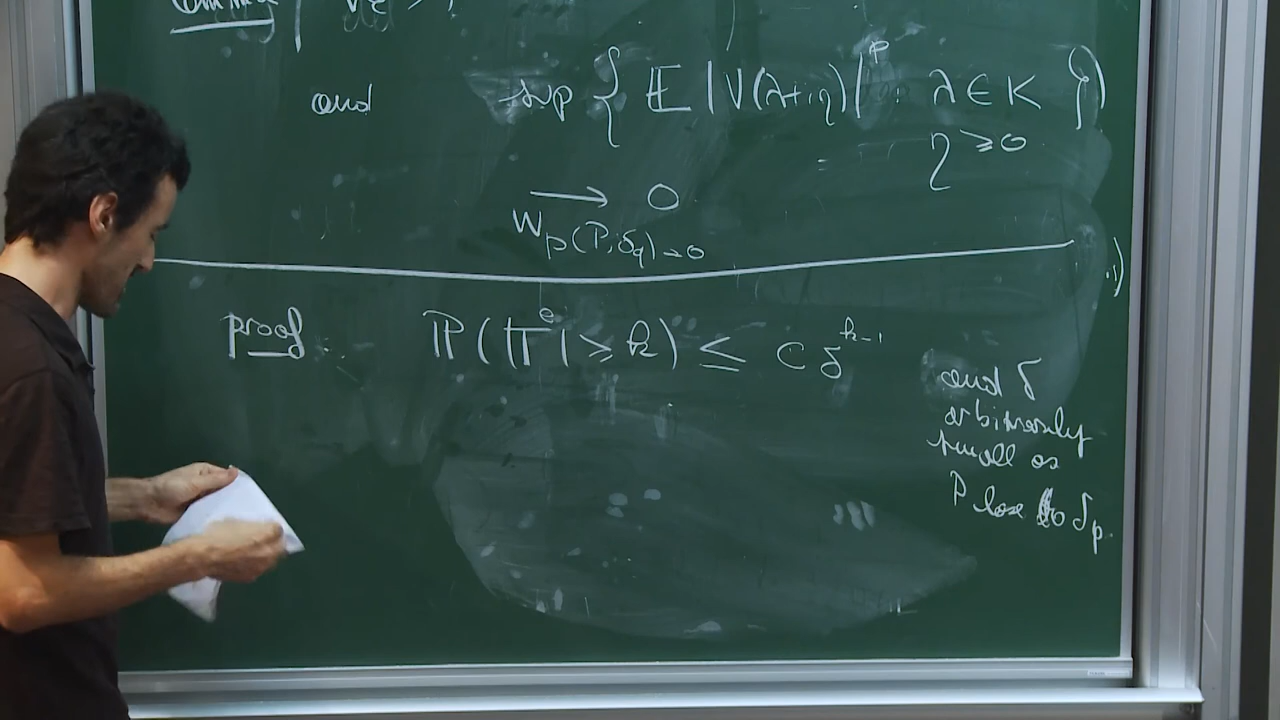 and sup { 𝔼 |V(λ+iη)|^p : λ ∈ K })
η ≥ 0
⟶ 0
W_p(P, δ_q) → 0
proof : ℙ(|𝕋^e| ≥ k) ≤ c δ^{k-1}
and δ
arbitrarily
small as
P close to δ_p